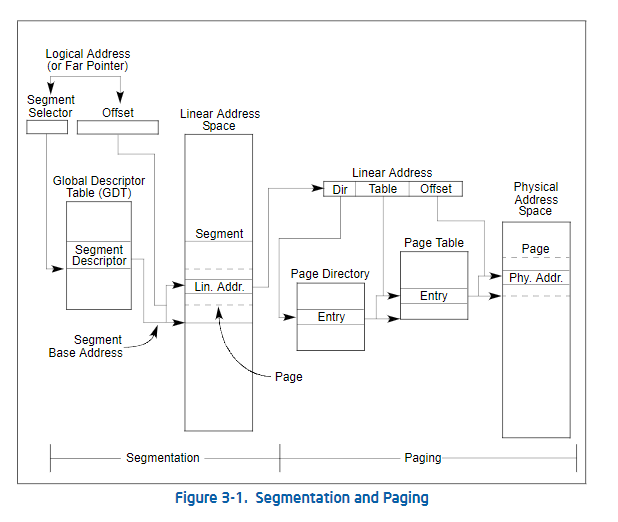 Logical Address
(or Far Pointer)
Segment
Selector
Offset
Linear Address
Space
Global Descriptor
Table (GDT)
Segment
Descriptor
Segment
Lin. Addr.
Segment
Base Address
Page
Linear Address
Dir
Table
Offset
Physical
Address
Space
Page Table
Page
Page Directory
Phy. Addr.
Entry
Entry
Segmentation
Paging
Figure 3-1. Segmentation and Paging